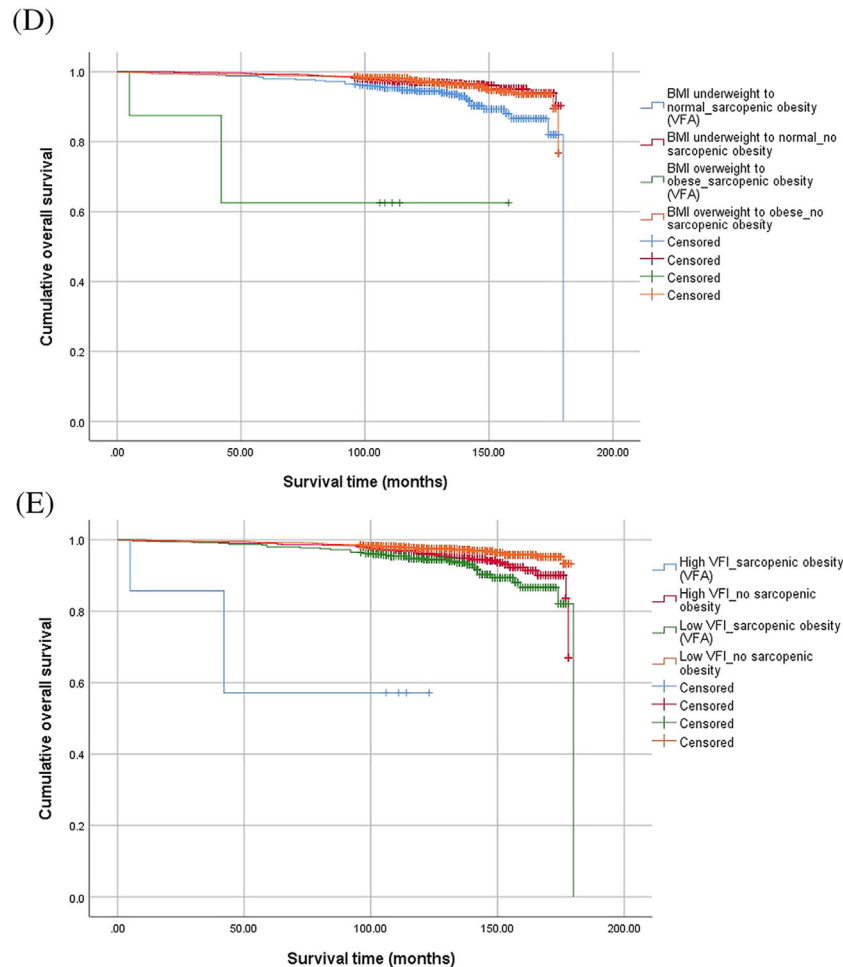 (D)
1.0
0.8
0.6
0.4
0.2
0.0
Cumulative overall survival
.00
50.00
100.00
150.00
200.00
Survival time (months)
BMI underweight to
normal_sarcopenic obesity
(VFA)
BMI underweight to normal_no
sarcopenic obesity
BMI overweight to
obese_sarcopenic obesity
(VFA)
BMI overweight to obese_no
sarcopenic obesity
Censored
Censored
Censored
Censored
(E)
1.0
0.8
0.6
0.4
0.2
0.0
Cumulative overall survival
.00
50.00
100.00
150.00
200.00
Survival time (months)
High VFI_sarcopenic obesity
(VFA)
High VFI_no sarcopenic
obesity
Low VFI_sarcopenic obesity
(VFA)
Low VFI_no sarcopenic
obesity
Censored
Censored
Censored
Censored